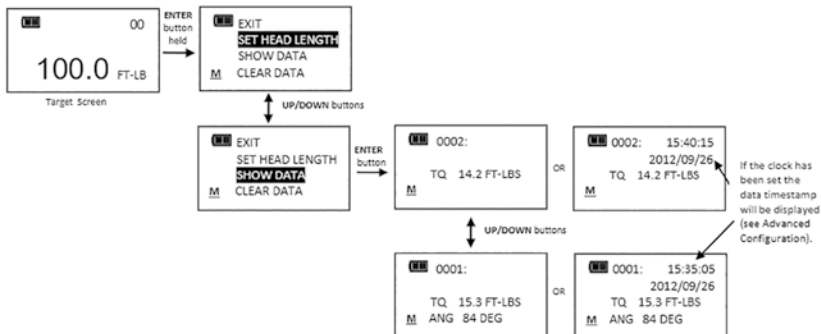 00
100.0 FT-LB
Target Screen
ENTER
button
held
EXIT
SET HEAD LENGTH
SHOW DATA
M CLEAR DATA
UP/DOWN buttons
EXIT
SET HEAD LENGTH
SHOW DATA
M CLEAR DATA
ENTER
button
0002:
TQ 14.2 FT-LBS
M
OR
0002: 15:40:15
2012/09/26
TQ 14.2 FT-LBS
M
If the clock has
been set the
data timestamp
will be displayed
(see Advanced
Configuration).
UP/DOWN buttons
0001:
TQ 15.3 FT-LBS
M ANG 84 DEG
OR
0001: 15:35:05
2012/09/26
TQ 15.3 FT-LBS
M ANG 84 DEG